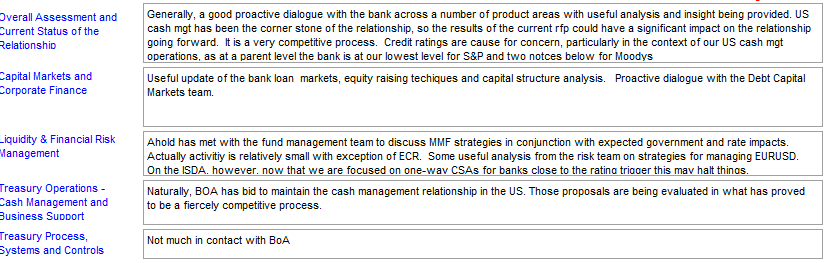 Overall Assessment and
Current Status of the
Relationship
Generally, a good proactive dialogue with the bank across a number of product areas with useful analysis and insight being provided. US
cash mgt has been the corner stone of the relationship, so the results of the current rfp could have a significant impact on the relationship
going forward. It is a very competitive process. Credit ratings are cause for concern, particularly in the context of our US cash mgt
operations, as at a parent level the bank is at our lowest level for S&P and two notces below for Moodys
Capital Markets and
Corporate Finance
Useful update of the bank loan markets, equity raising techiques and capital structure analysis. Proactive dialogue with the Debt Capital
Markets team.
Liquidity & Financial Risk
Management
Ahold has met with the fund management team to discuss MMF strategies in conjunction with expected government and rate impacts.
Actually activitiy is relatively small with exception of ECR. Some useful analysis from the risk team on strategies for managing EURUSD.
On the ISDA, however, now that we are focused on one-way CSAs for banks close to the rating trigger this may halt things.
Treasury Operations -
Cash Management and
Business Support
Naturally, BOA has bid to maintain the cash management relationship in the US. Those proposals are being evaluated in what has proved
to be a fiercely competitive process.
Treasury Process,
Systems and Controls
Not much in contact with BoA